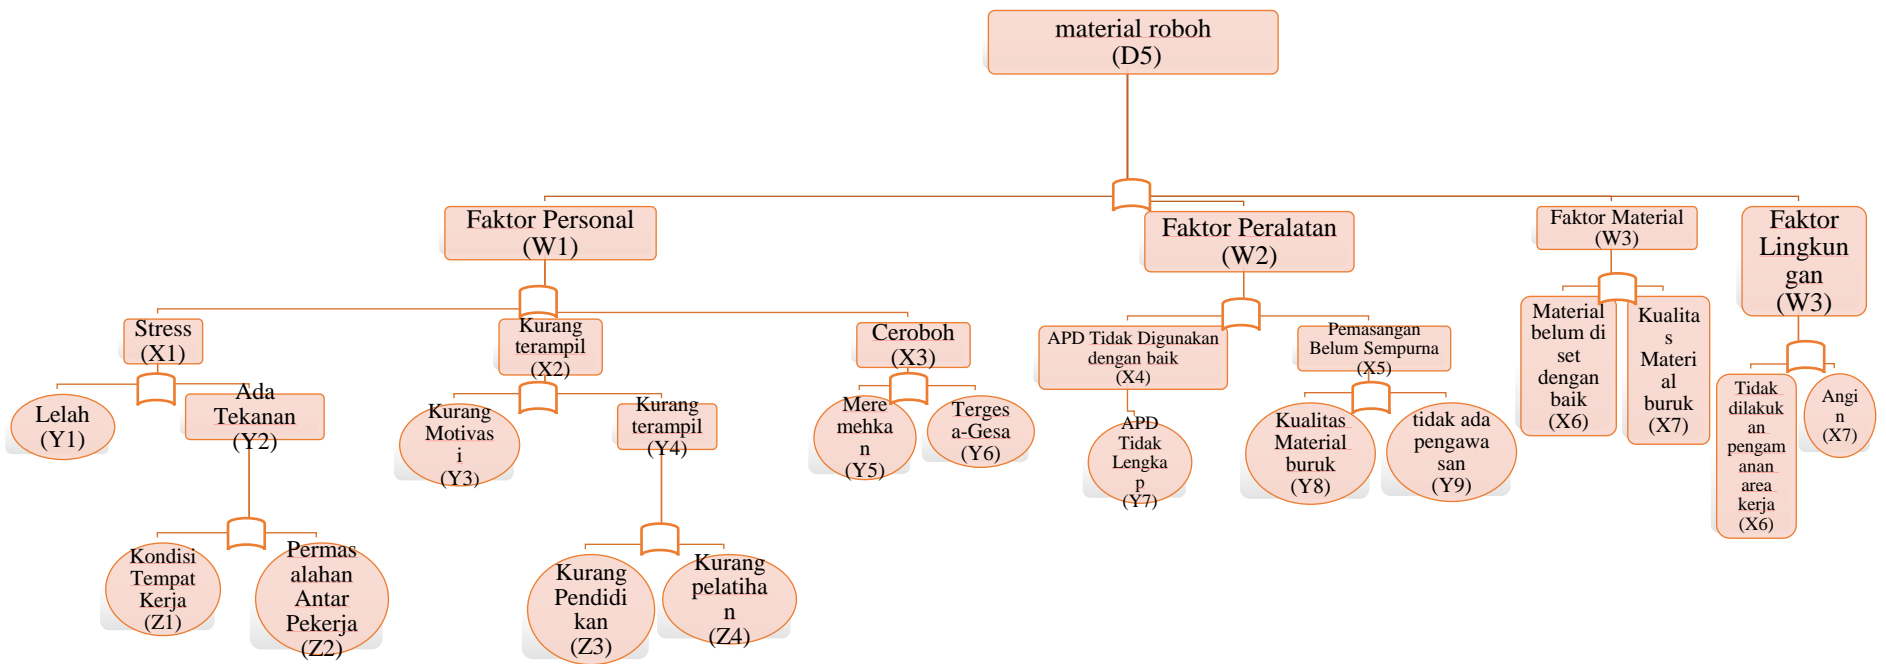 material roboh
(D5)
Faktor Personal
(W1)
Faktor Peralatan
(W2)
Faktor Material
(W3)
Faktor
Lingkun
gan
(W3)
Stress
(X1)
Kurang
terampil
(X2)
Ceroboh
(X3)
APD Tidak Digunakan
dengan baik
(X4)
Pemasangan
Belum Sempurna
(X5)
Material
belum di
set
dengan
baik
(X6)
Kualita
s
Materi
al
buruk
(X7)
Tidak
dilakuk
an
pengam
anan
area
kerja
(X6)
Angi
n
(X7)
Lelah
(Y1)
Ada
Tekanan
(Y2)
Kurang
Motivas
i
(Y3)
Kurang
terampil
(Y4)
Mere
mehka
n
(Y5)
Terges
a-Gesa
(Y6)
APD
Tidak
Lengka
p
(Y7)
Kualitas
Material
buruk
(Y8)
tidak ada
pengawa
san
(Y9)
Kondisi
Tempat
Kerja
(Z1)
Permas
alahan
Antar
Pekerja
(Z2)
Kurang
Pendidi
kan
(Z3)
Kurang
pelatiha
n
(Z4)